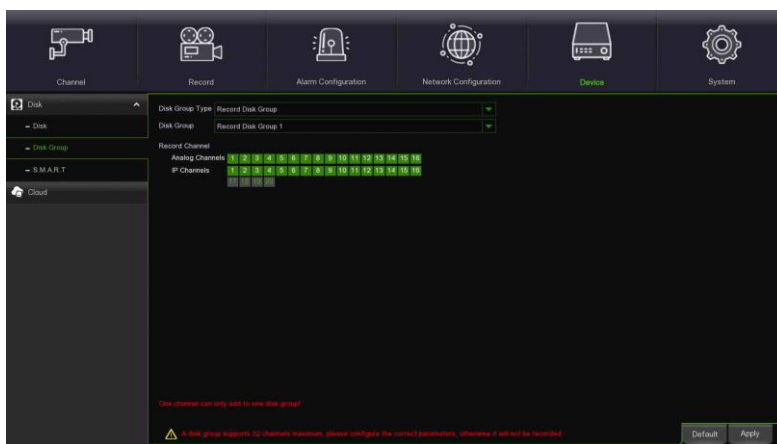 Channel Record Alarm Configuration Network Configuration Device System
Disk
Disk
Disk Group
S.M.A.R.T
Cloud
Disk Group Type Record Disk Group
Disk Group Record Disk Group 1
Record Channel
Analog Channels 1 2 3 4 5 6 7 8 9 10 11 12 13 14 15 16
IP Channels 1 2 3 4 5 6 7 8 9 10 11 12 13 14 15 16
17 18 19 20
One channel can only add to one disk group!
A disk group supports 32 channels maximum, please configure the correct parameters, otherwise it will not be recorded.
Default Apply